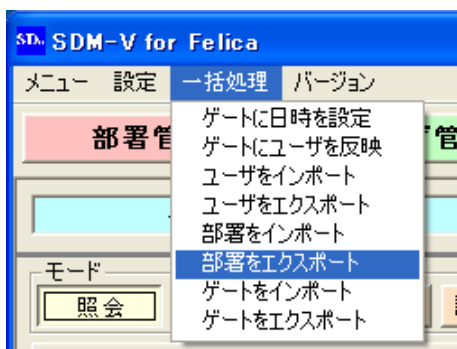 SDM SDM-V for Felica
メニュー 設定 一括処理 バージョン
ゲートに日時を設定
部署管
ゲートにユーザを反映
ユーザをインポート
ユーザをエクスポート
部署をインポート
部署をエクスポート
モード
ゲートをインポート
照会
ゲートをエクスポート